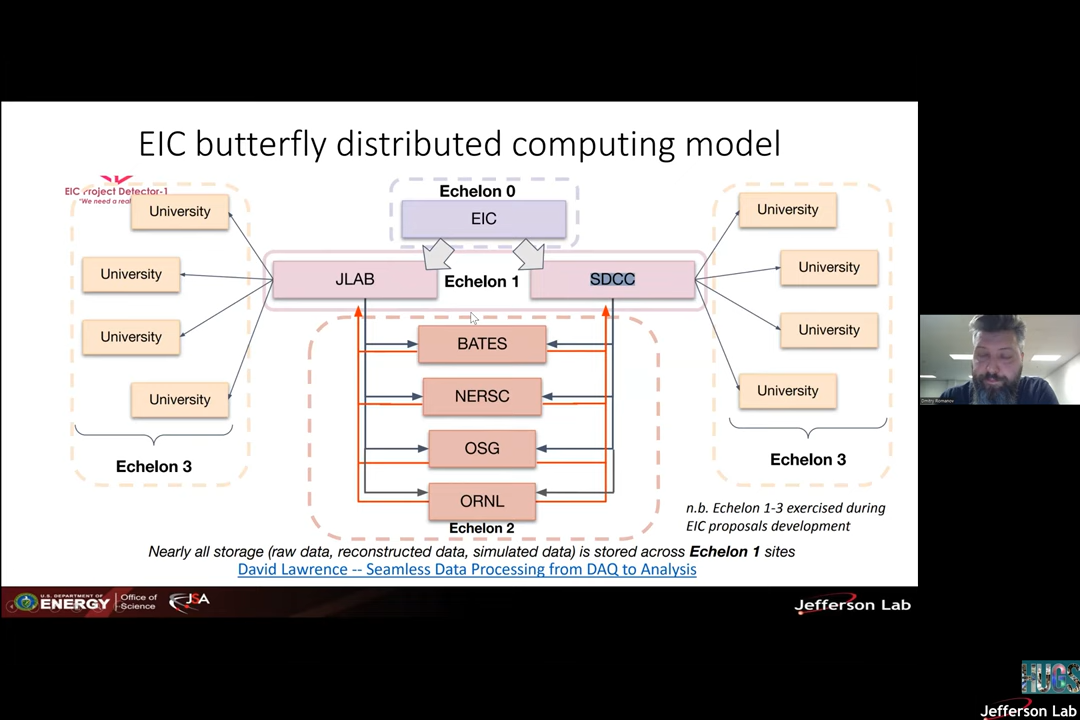 EIC butterfly distributed computing model
EIC Project Detector-1
"We need a real
Echelon 0
EIC
University
University
University
University
Echelon 3
JLAB
Echelon 1
SDCC
BATES
NERSC
OSG
ORNL
Echelon 2
University
University
University
University
Echelon 3
n.b. Echelon 1-3 exercised during
EIC proposals development
Nearly all storage (raw data, reconstructed data, simulated data) is stored across Echelon 1 sites
David Lawrence -- Seamless Data Processing from DAQ to Analysis
U.S. DEPARTMENT OF
ENERGY
Office of
Science
JSA
Jefferson Lab
Dmitry Romanov
HUGS
Jefferson Lab